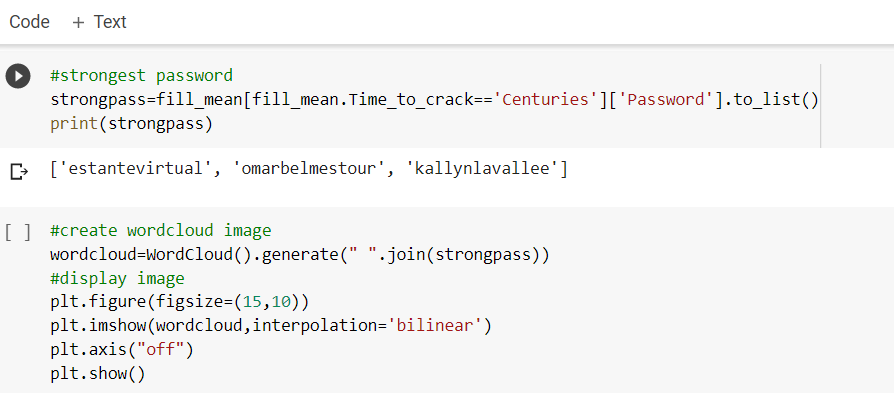 Code + Text
#strongest password
strongpass=fill_mean[fill_mean.Time_to_crack=='Centuries']['Password'].to_list()
print(strongpass)
['estantevirtual', 'omarbelmestour', 'kallynlavallee']
[ ] #create wordcloud image
wordcloud=WordCloud().generate(" ".join(strongpass))
#display image
plt.figure(figsize=(15,10))
plt.imshow(wordcloud,interpolation='bilinear')
plt.axis("off")
plt.show()